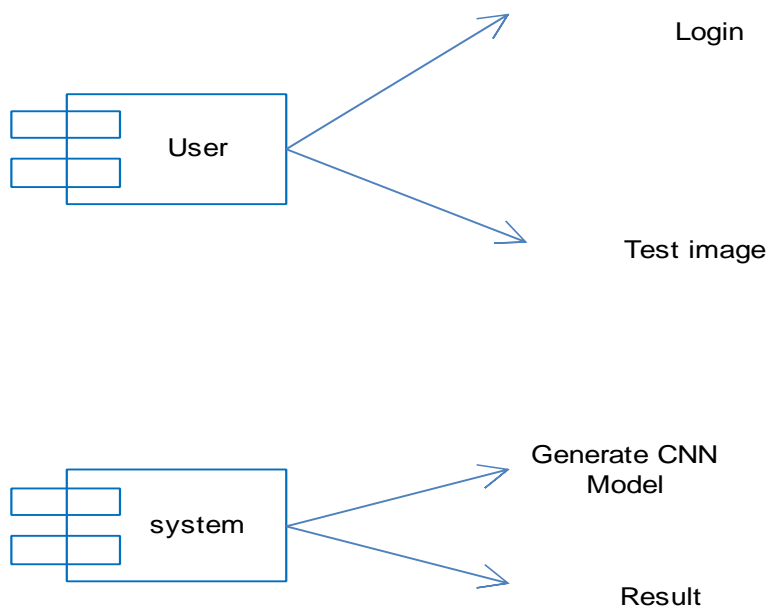 Login
User
Test image
Generate CNN
Model
system
Result